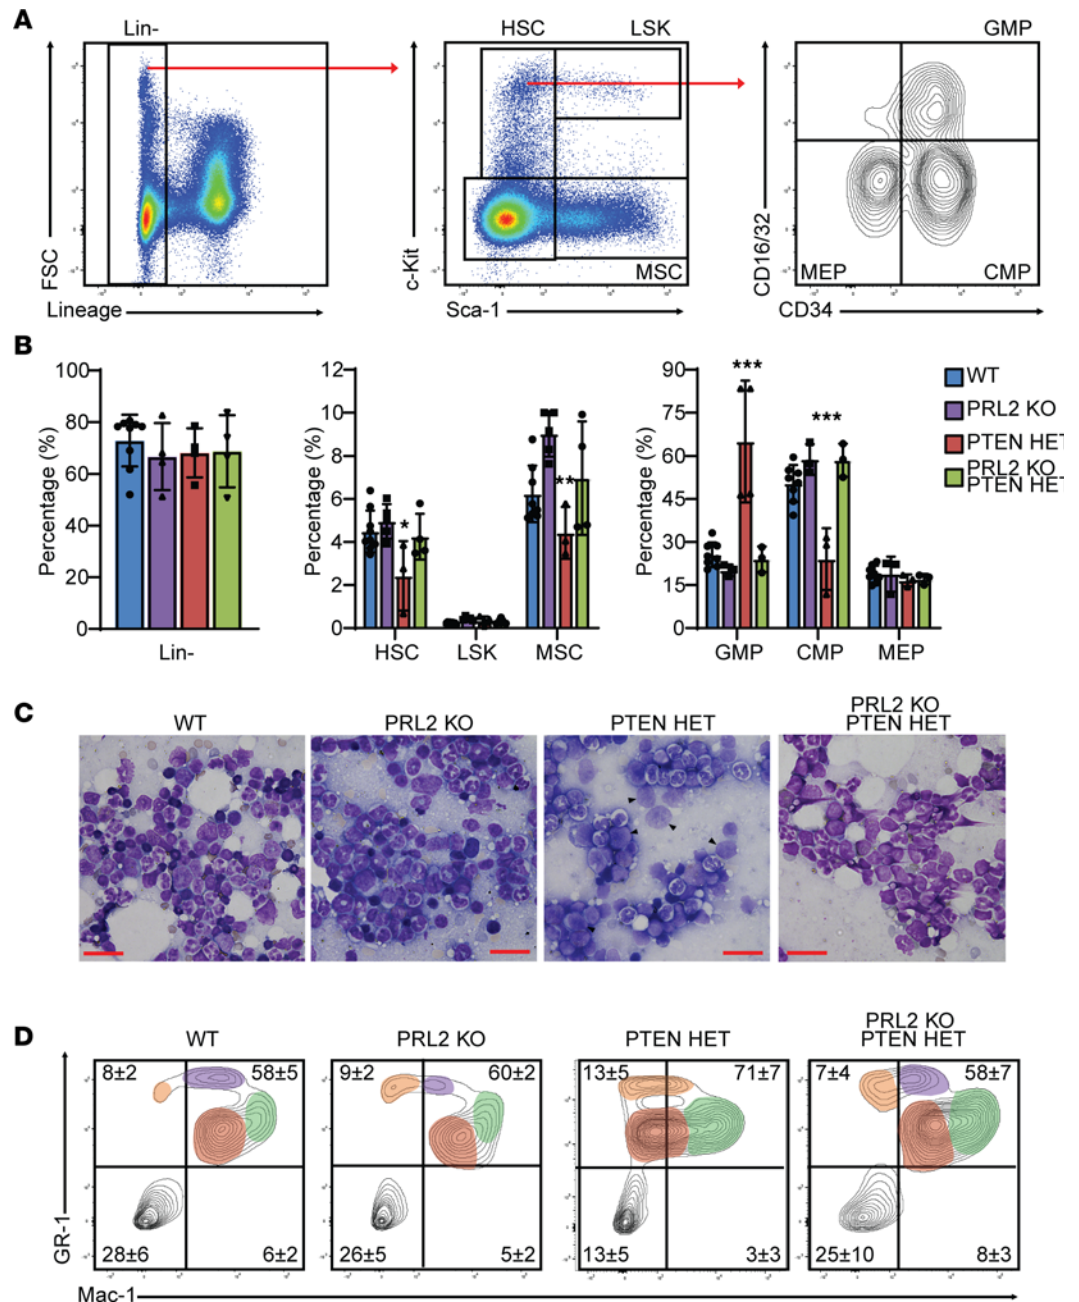 A
Lin-
HSC
LSK
GMP
FSC
c-Kit
CD16/32
MSC
MEP
CMP
Lineage
Sca-1
CD34
B
100
80
60
40
20
0
Percentage (%)
Lin-
12
10
8
6
4
2
0
Percentage (%)
*
**
HSC
LSK
MSC
90
75
60
45
30
15
0
Percentage (%)
***
***
GMP
CMP
MEP
WT
PRL2 KO
PTEN HET
PRL2 KO
PTEN HET
C
WT
PRL2 KO
PTEN HET
PRL2 KO
PTEN HET
D
WT
PRL2 KO
PTEN HET
PRL2 KO
PTEN HET
8±2
58±5
9±2
60±2
13±5
71±7
7±4
58±7
GR-1
28±6
6±2
26±5
5±2
13±5
3±3
25±10
8±3
Mac-1